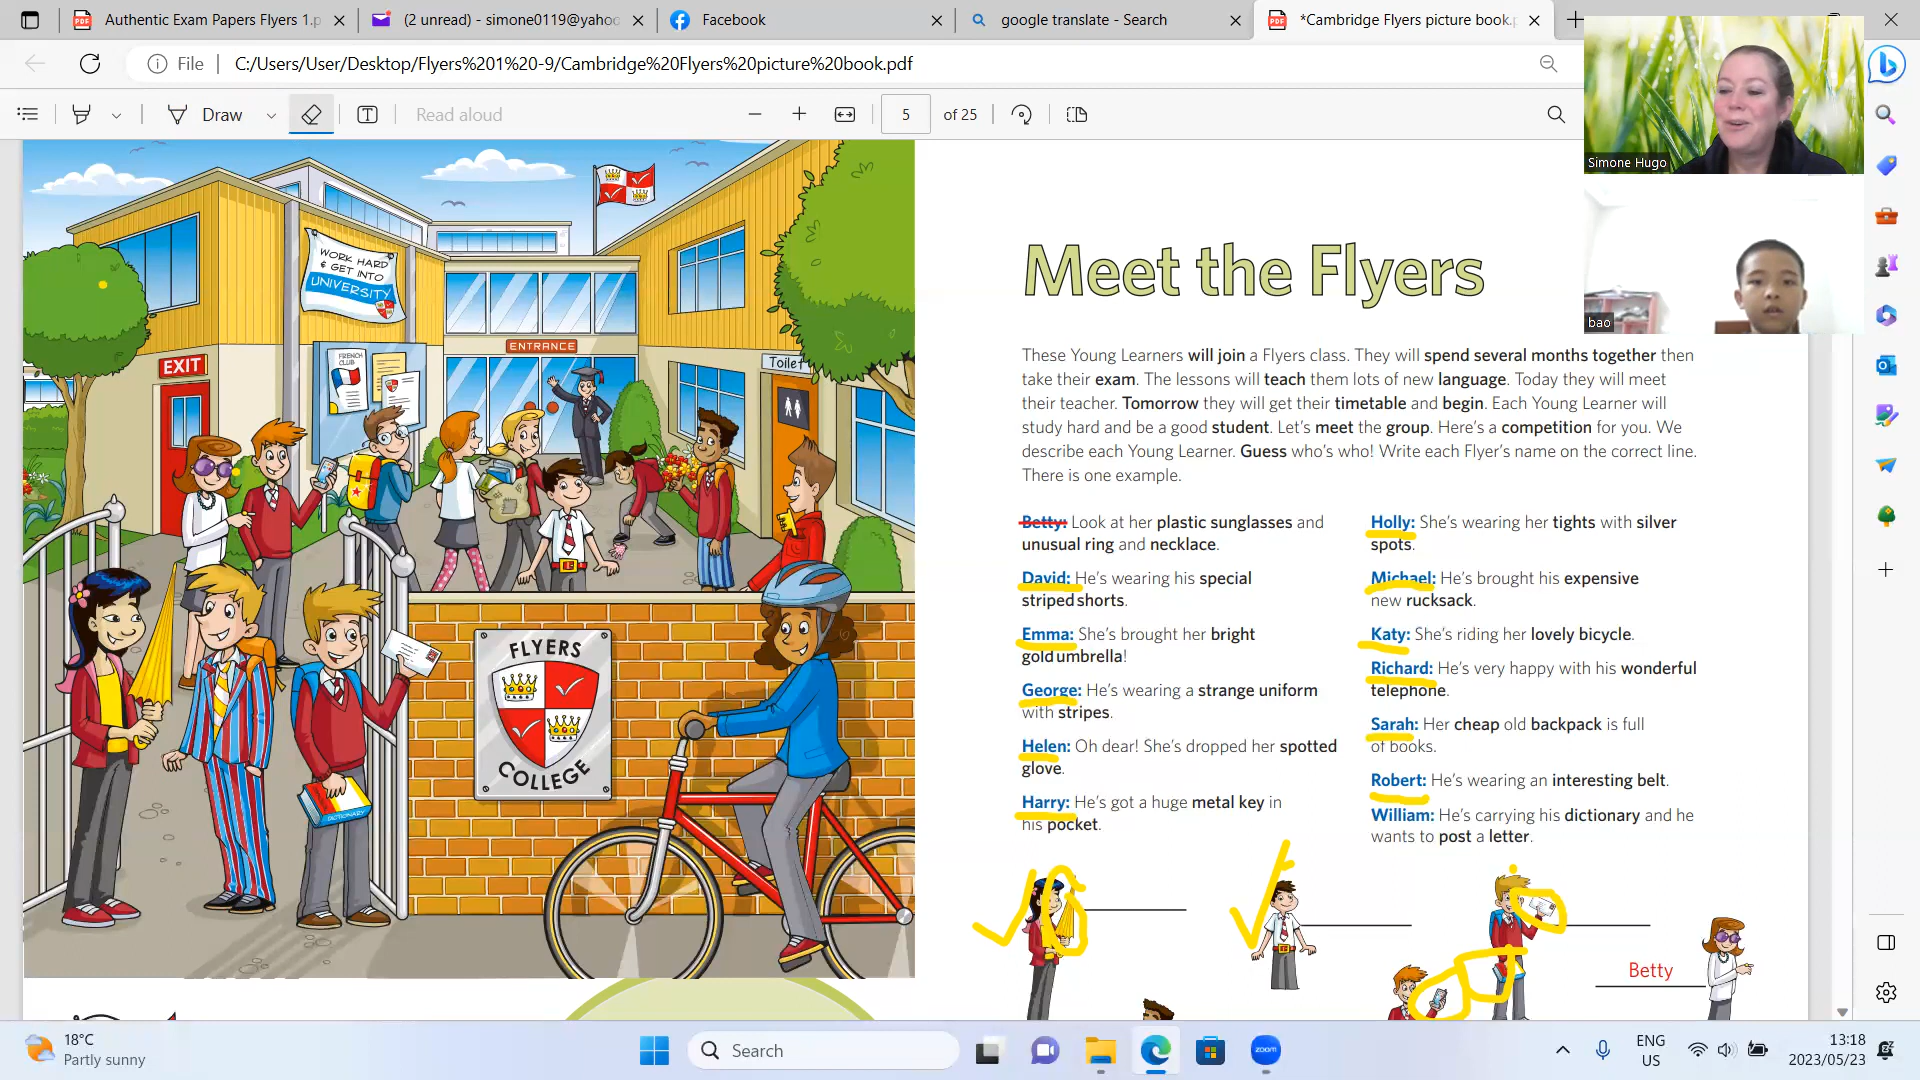 Authentic Exam Papers Flyers 1.p
(2 unread) - simone0119@yahoo
Facebook
google translate - Search
*Cambridge Flyers picture book.p
File
C:/Users/User/Desktop/Flyers%201%20-9/Cambridge%20Flyers%20picture%20book.pdf
Draw
Read aloud
5
of 25
Simone Hugo
bao
WORK HARD
& GET INTO
UNIVERSITY
ENTRANCE
EXIT
FRENCH
CLUB
Toilet
FLYERS
COLLEGE
DICTIONARY
Meet the Flyers
These Young Learners will join a Flyers class. They will spend several months together then
take their exam. The lessons will teach them lots of new language. Today they will meet
their teacher. Tomorrow they will get their timetable and begin. Each Young Learner will
study hard and be a good student. Let's meet the group. Here's a competition for you. We
describe each Young Learner. Guess who's who! Write each Flyer's name on the correct line.
There is one example.
Betty: Look at her plastic sunglasses and
unusual ring and necklace.
David: He's wearing his special
striped shorts.
Emma: She's brought her bright
gold umbrella!
George: He's wearing a strange uniform
with stripes.
Helen: Oh dear! She's dropped her spotted
glove.
Harry: He's got a huge metal key in
his pocket.
Holly: She's wearing her tights with silver
spots.
Michael: He's brought his expensive
new rucksack.
Katy: She's riding her lovely bicycle.
Richard: He's very happy with his wonderful
telephone.
Sarah: Her cheap old backpack is full
of books.
Robert: He's wearing an interesting belt.
William: He's carrying his dictionary and he
wants to post a letter.
Betty
18°C
Partly sunny
Search
zoom
ENG
US
13:18
2023/05/23